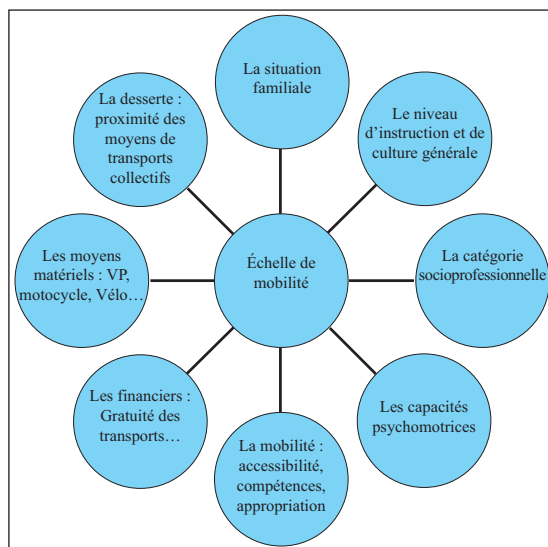 La situation
familiale
Le niveau
d’instruction et de
culture générale
La catégorie
socioprofessionnelle
Les capacités
psychomotrices
La mobilité :
accessibilité,
compétences,
appropriation
Les financiers :
Gratuité des
transports…
Les moyens
matériels : VP,
motocycle, Vélo…
La desserte :
proximité des
moyens de
transports
collectifs
Échelle de
mobilité